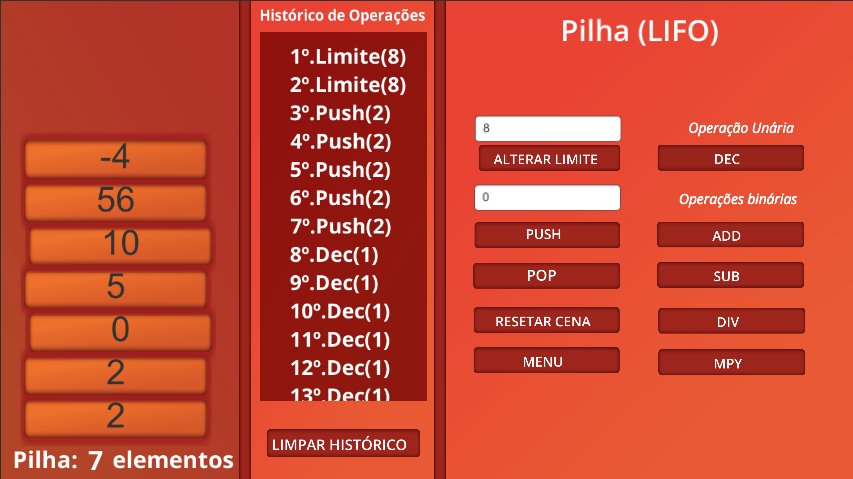 -4
56
10
5
0
2
2
Pilha: 7 elementos
Histórico de Operações
1º.Limite(8)
2º.Limite(8)
3º.Push(2)
4º.Push(2)
5º.Push(2)
6º.Push(2)
7º.Push(2)
8º.Dec(1)
9º.Dec(1)
10º.Dec(1)
11º.Dec(1)
12º.Dec(1)
13º.Dec(1)
LIMPAR HISTÓRICO
Pilha (LIFO)
8
ALTERAR LIMITE
0
PUSH
POP
RESETAR CENA
MENU
Operação Unária
DEC
Operações binárias
ADD
SUB
DIV
MPY